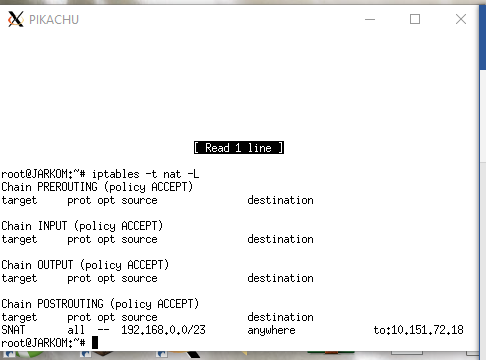 PIKACHU
[ Read 1 line ]
root@JARKOM:~# iptables -t nat -L
Chain PREROUTING (policy ACCEPT)
target     prot opt source               destination
Chain INPUT (policy ACCEPT)
target     prot opt source               destination
Chain OUTPUT (policy ACCEPT)
target     prot opt source               destination
Chain POSTROUTING (policy ACCEPT)
target     prot opt source               destination
SNAT       all  --  192.168.0.0/23       anywhere             to:10.151.72.18
root@JARKOM:~#